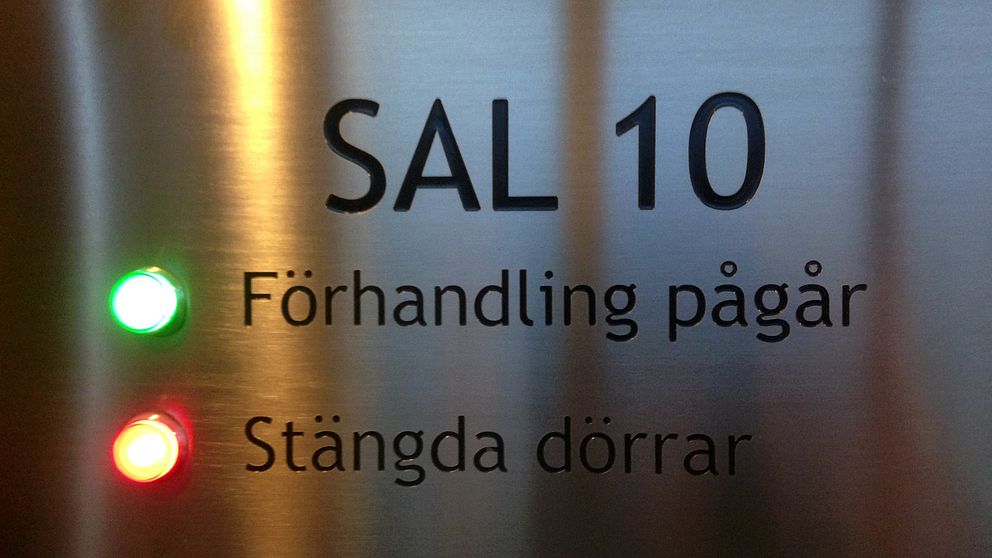 SAL 10
Förhandling pågår
Stängda dörrar